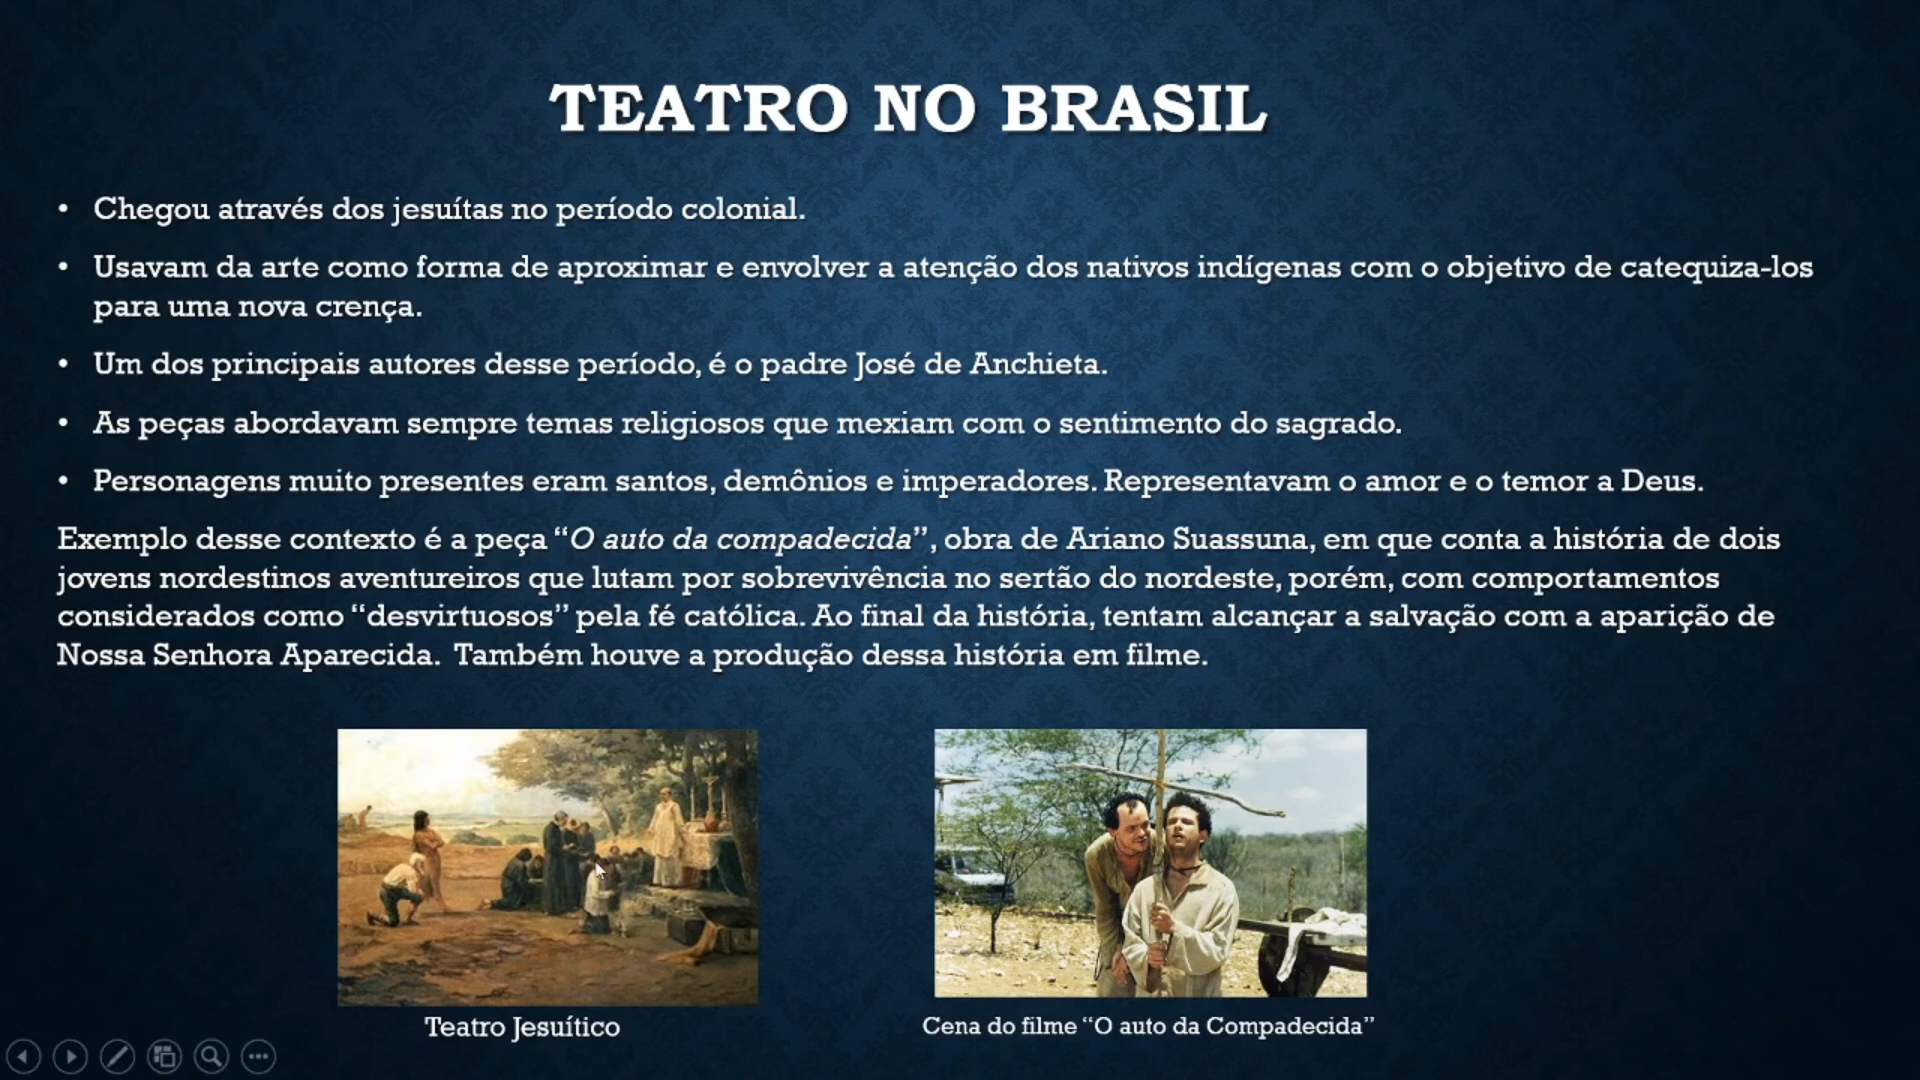 TEATRO NO BRASIL
• Chegou através dos jesuítas no período colonial.
• Usavam da arte como forma de aproximar e envolver a atenção dos nativos indígenas com o objetivo de catequiza-los
para uma nova crença.
• Um dos principais autores desse período, é o padre José de Anchieta.
• As peças abordavam sempre temas religiosos que mexiam com o sentimento do sagrado.
• Personagens muito presentes eram santos, demônios e imperadores. Representavam o amor e o temor a Deus.
Exemplo desse contexto é a peça “O auto da compadecida”, obra de Ariano Suassuna, em que conta a história de dois
jovens nordestinos aventureiros que lutam por sobrevivência no sertão do nordeste, porém, com comportamentos
considerados como “desvirtuosos” pela fé católica. Ao final da história, tentam alcançar a salvação com a aparição de
Nossa Senhora Aparecida. Também houve a produção dessa história em filme.
Teatro Jesuítico
Cena do filme “O auto da Compadecida”